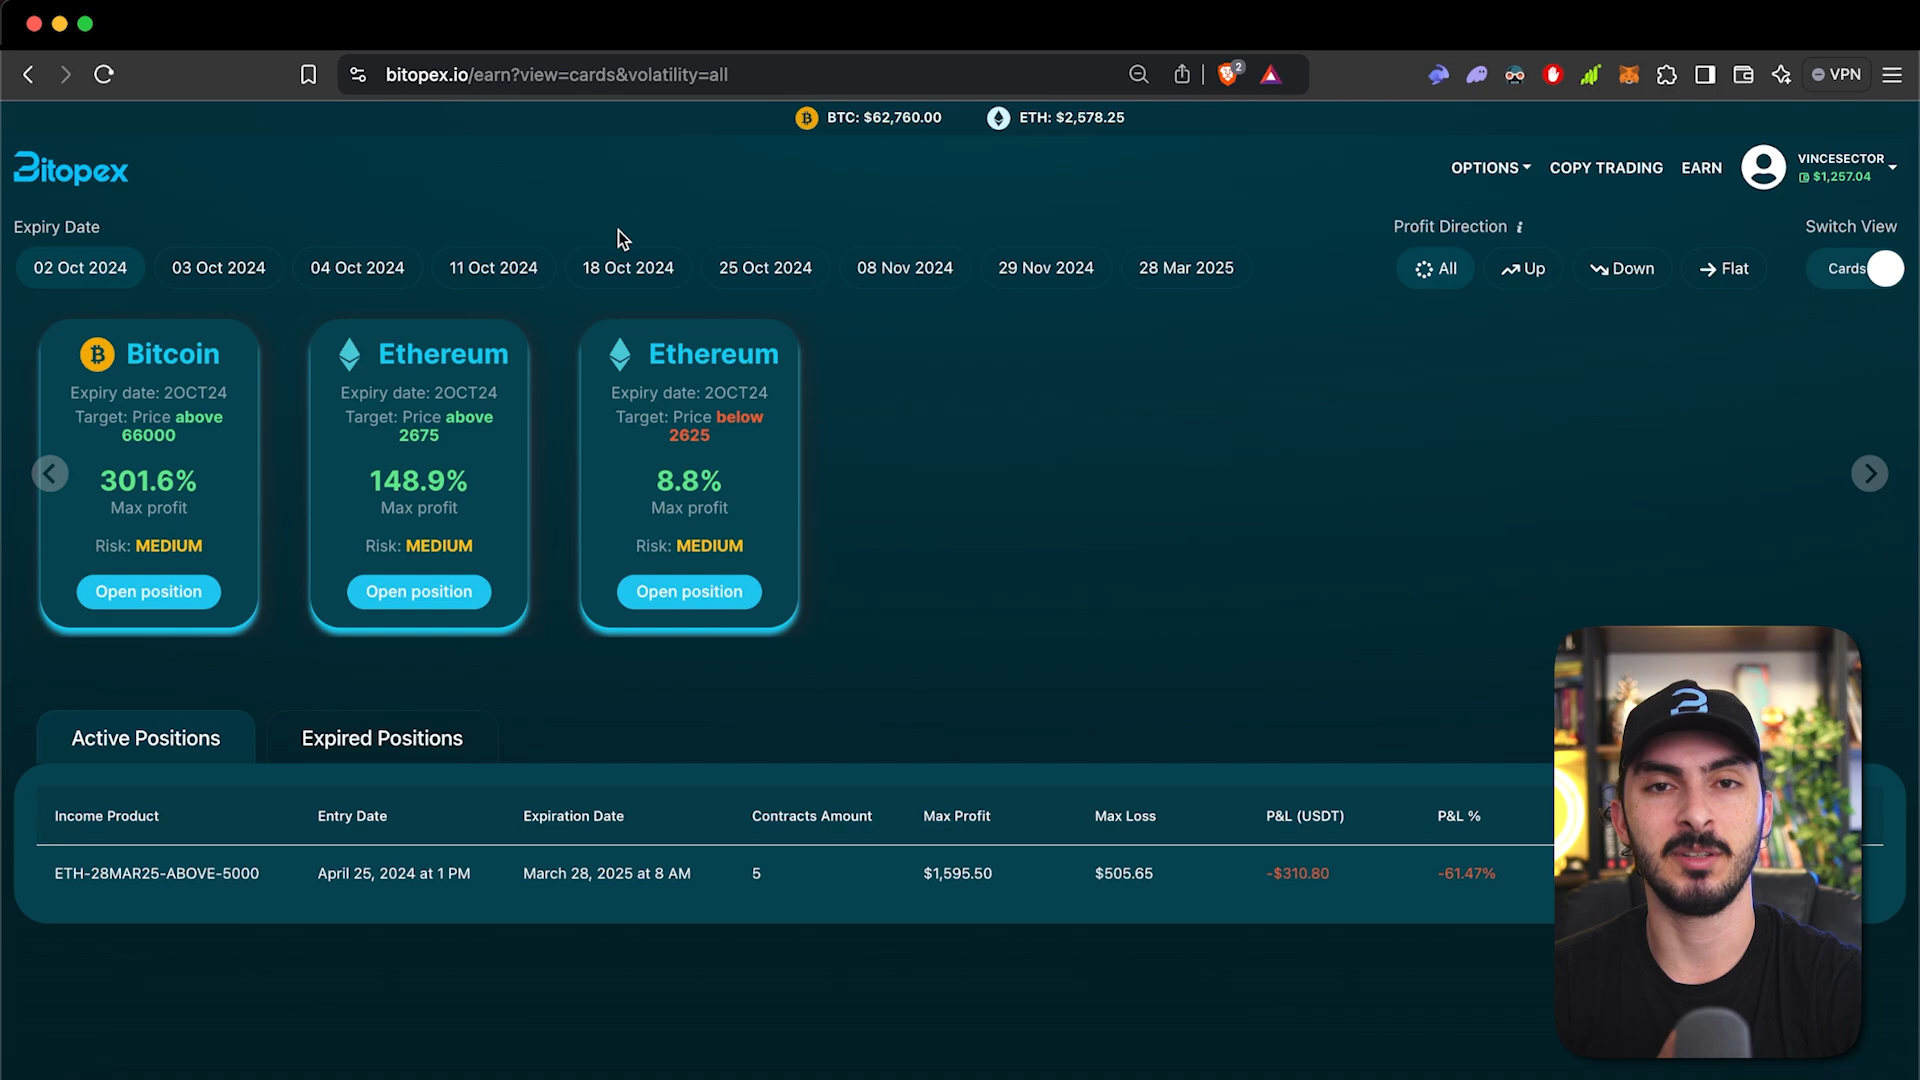 bitopex.io/earn?view=cards&volatility=all
2
VPN
BTC: $62,760.00
ETH: $2,578.25
Bitopex
OPTIONS
COPY TRADING
EARN
VINCESECTOR
$1,257.04
Expiry Date
Profit Direction
Switch View
02 Oct 2024
03 Oct 2024
04 Oct 2024
11 Oct 2024
18 Oct 2024
25 Oct 2024
08 Nov 2024
29 Nov 2024
28 Mar 2025
All
Up
Down
Flat
Cards
Bitcoin
Expiry date: 2OCT24
Target: Price above
66000
301.6%
Max profit
Risk: MEDIUM
Open position
Ethereum
Expiry date: 2OCT24
Target: Price above
2675
148.9%
Max profit
Risk: MEDIUM
Open position
Ethereum
Expiry date: 2OCT24
Target: Price below
2625
8.8%
Max profit
Risk: MEDIUM
Open position
Active Positions
Expired Positions
Income Product
Entry Date
Expiration Date
Contracts Amount
Max Profit
Max Loss
P&L (USDT)
P&L %
ETH-28MAR25-ABOVE-5000
April 25, 2024 at 1 PM
March 28, 2025 at 8 AM
5
$1,595.50
$505.65
-$310.80
-61.47%